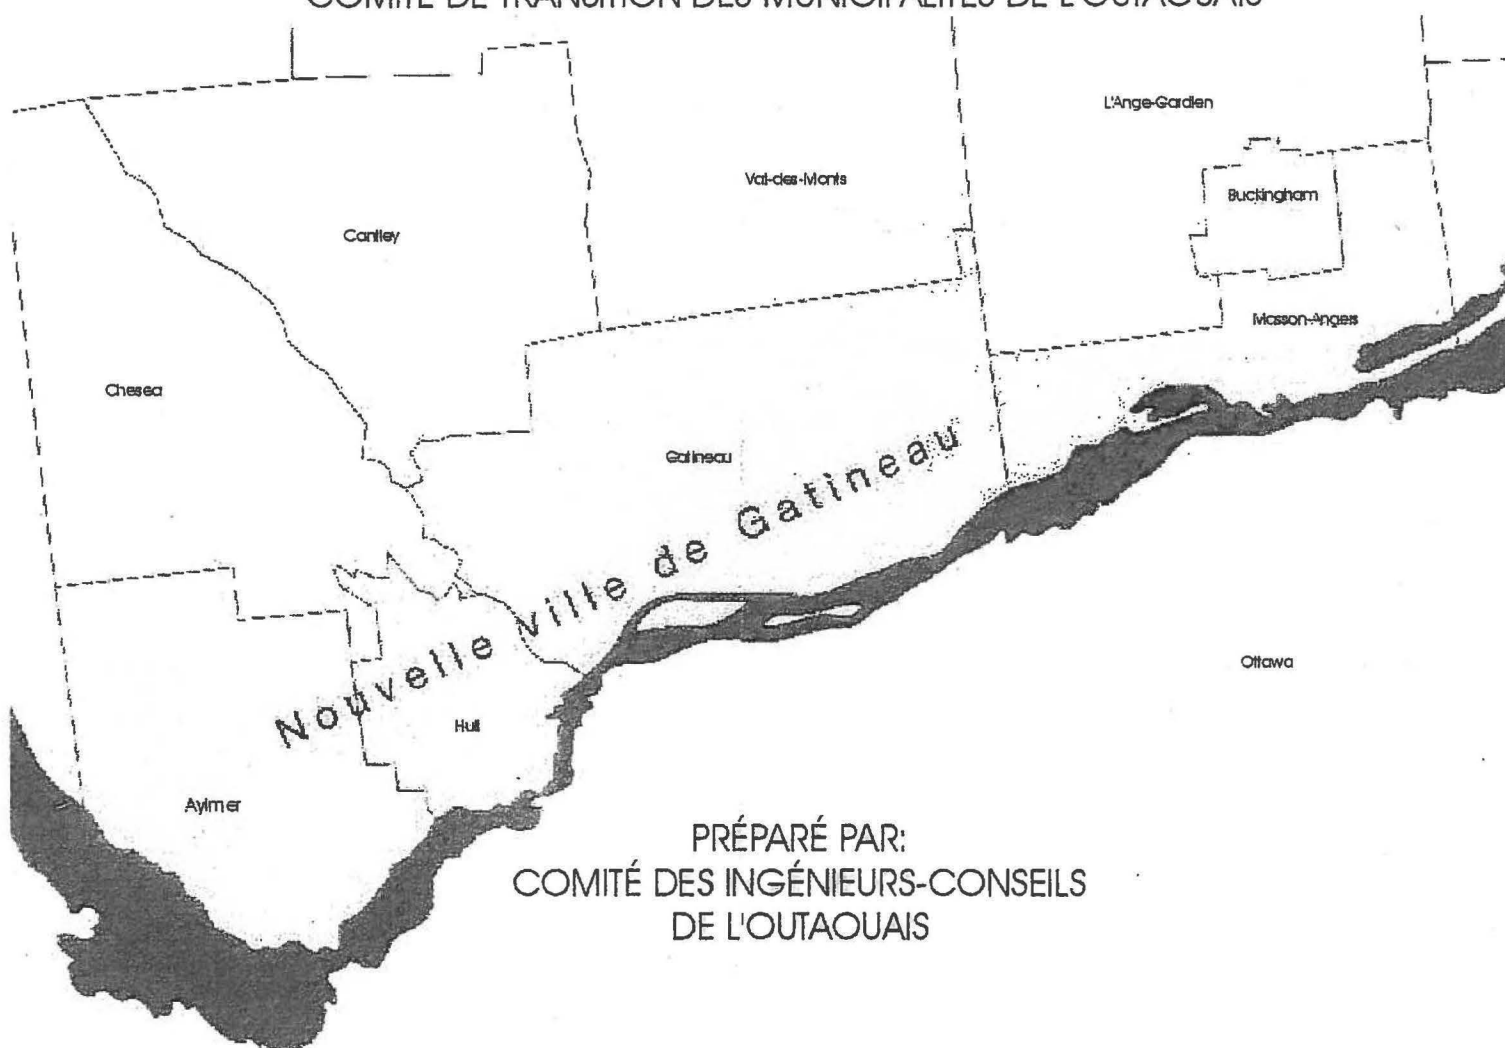 COMITÉ DE TRANSITION DES MUNICIPALITÉS DE L'OUTAOUAIS
L'Ange-Gardien
Val-des-Monts
Buckingham
Cantley
Masson-Angers
Chesea
Gatineau
Nouvelle ville de Gatineau
Ottawa
Hull
Aylmer
PRÉPARÉ PAR:
COMITÉ DES INGÉNIEURS-CONSEILS
DE L'OUTAOUAIS